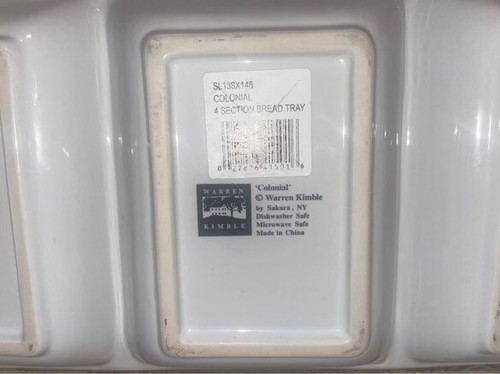 SL138X146
COLONIAL
4 SECTION BREAD TRAY
WARREN
KIMBLE
'Colonial'
© Warren Kimble
by Sakura, NY
Dishwasher Safe
Microwave Safe
Made in China